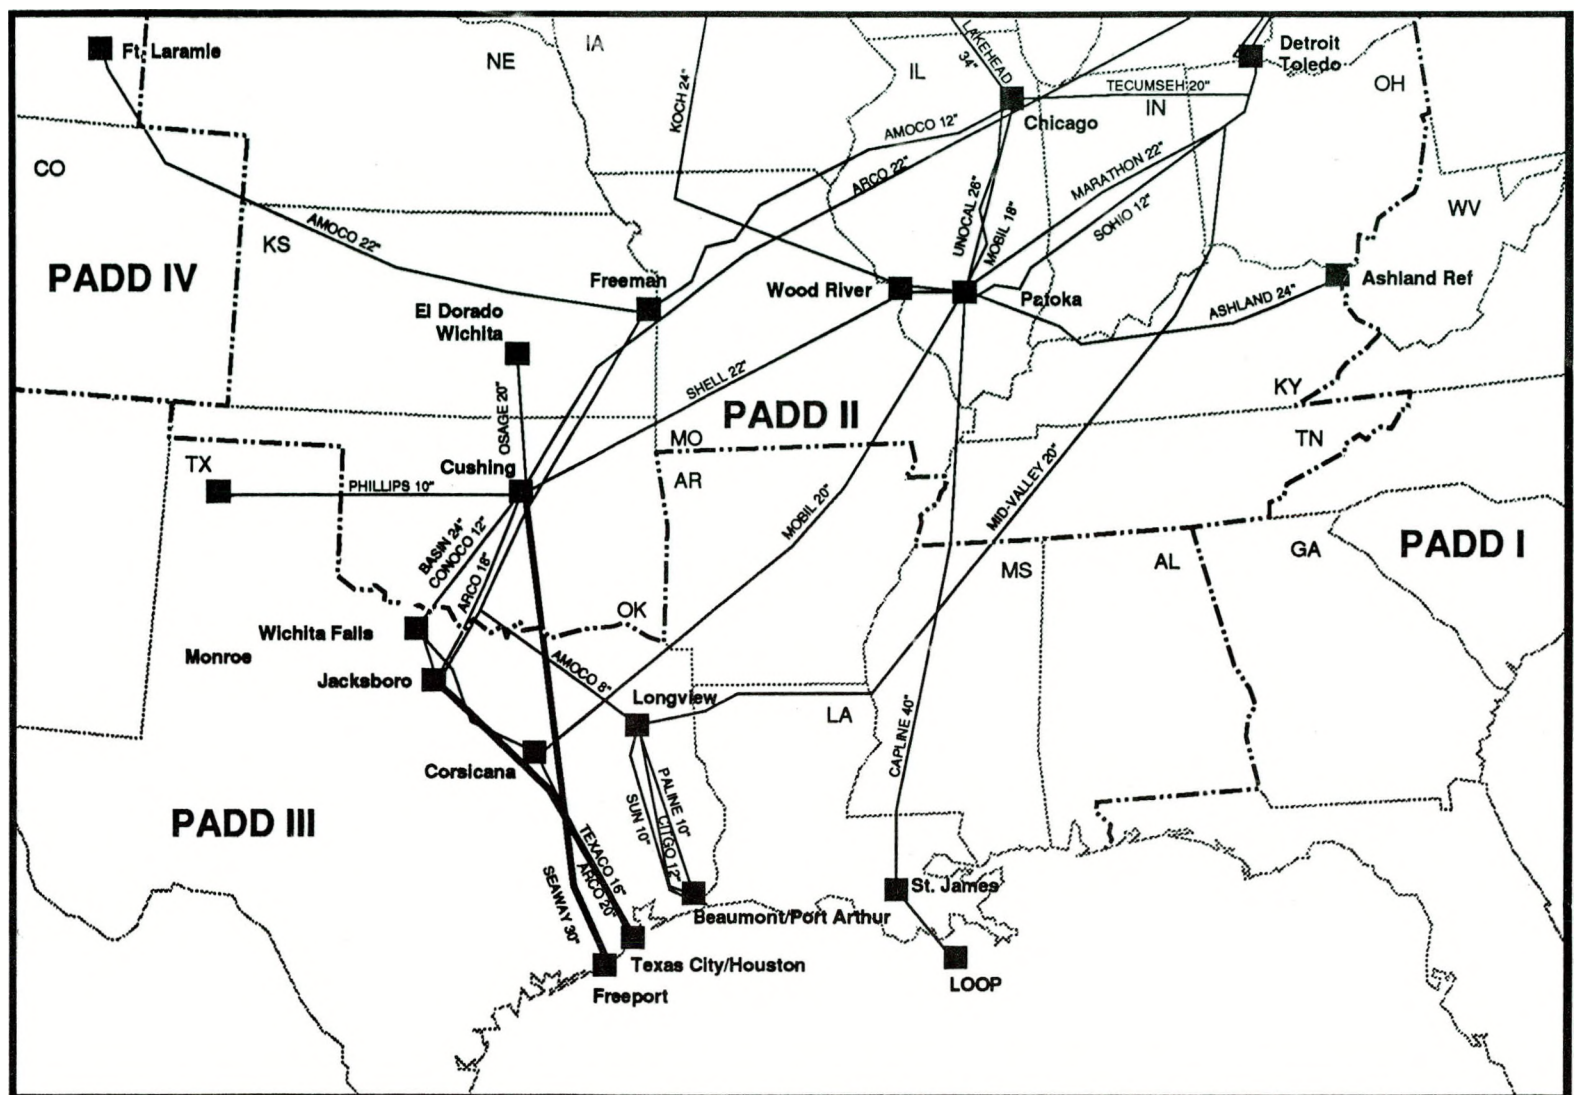 Ft. Laramie
NE
IA
KOCH 24"
IL
LAKEHEAD
34"
Detroit
Toledo
TECUMSEH 20"
IN
OH
Chicago
AMOCO 12"
ARCO 22"
CO
KS
AMOCO 22"
PADD IV
MARATHON 22"
SOHIO 12"
UNOCAL 26"
MOBIL 18"
WV
Freeman
El Dorado
Wichita
Wood River
Patoka
Ashland Ref
ASHLAND 24"
OSAGE 20"
SHELL 22"
PADD II
KY
TN
MO
AR
TX
Cushing
PHILLIPS 10"
MOBIL 20"
MID-VALLEY 20"
BASIN 24"
CONOCO 12"
ARCO 18"
MS
AL
GA
PADD I
OK
Wichita Falls
Monroe
Jacksboro
AMOCO 8"
Longview
LA
CAPLINE 40"
Corsicana
PADD III
PALINE 10"
SUN 10"
CITGO 12"
TEXACO 16"
ARCO 20"
SEAWAY 30"
St. James
Beaumont/Port Arthur
Texas City/Houston
Freeport
LOOP